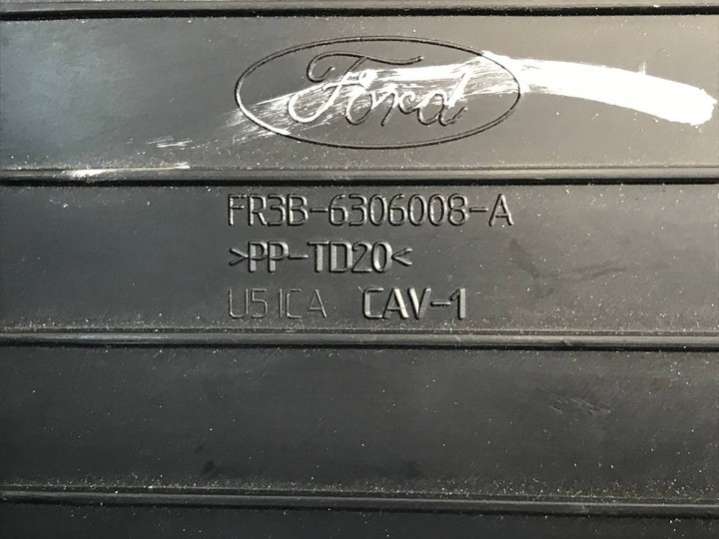 Ford
FR3B-6306008-A
>PP-TD20<
U51CA CAV-1